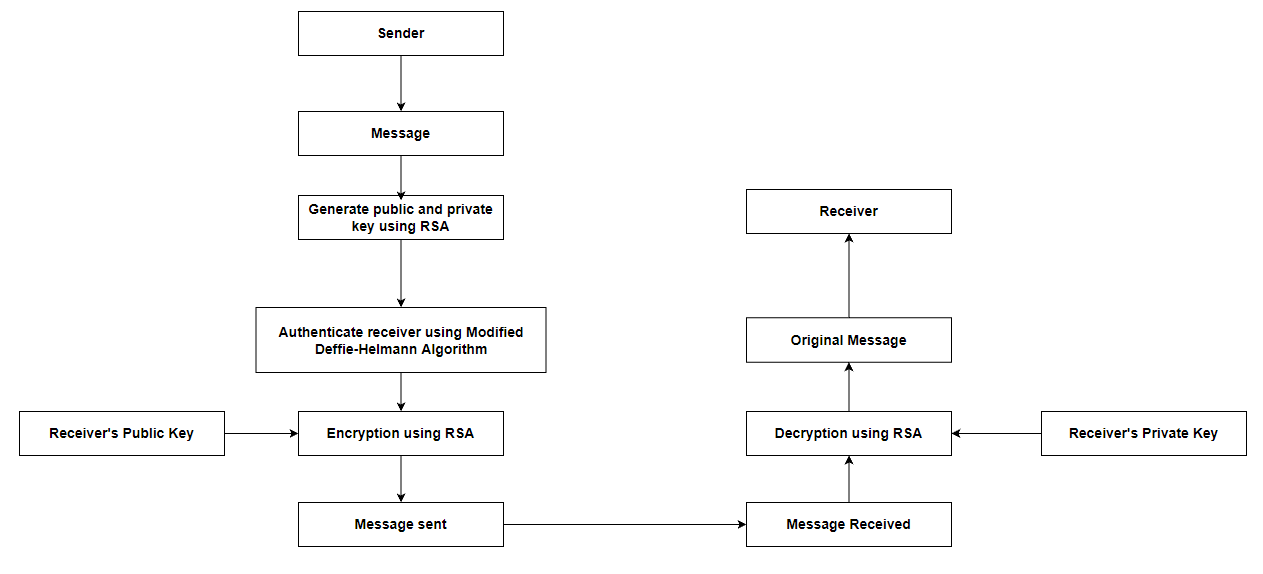 Sender
Message
Generate public and private
key using RSA
Authenticate receiver using Modified
Deffie-Helmann Algorithm
Receiver's Public Key
Encryption using RSA
Message sent
Receiver
Original Message
Decryption using RSA
Receiver's Private Key
Message Received